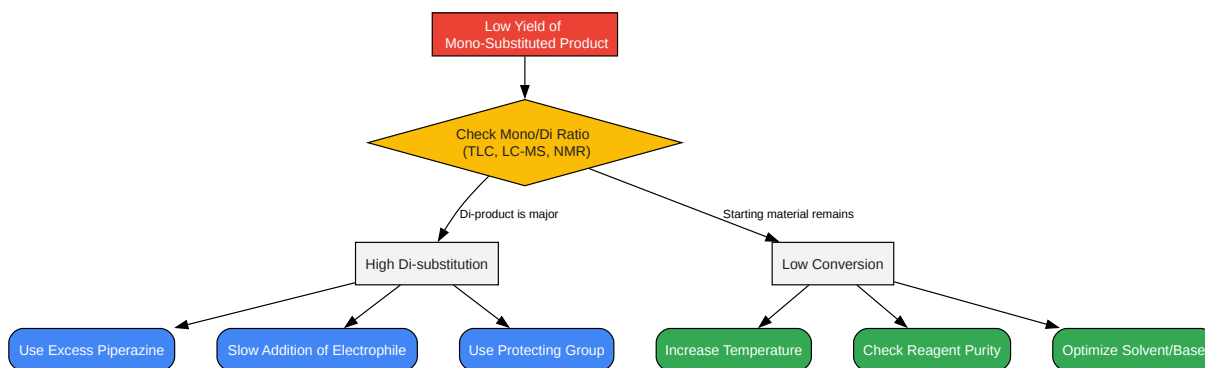 Low Yield of
Mono-Substituted Product
Check Mono/Di Ratio
(TLC, LC-MS, NMR)
Di-product is major
Starting material remains
High Di-substitution
Low Conversion
Use Excess Piperazine
Slow Addition of Electrophile
Use Protecting Group
Increase Temperature
Check Reagent Purity
Optimize Solvent/Base